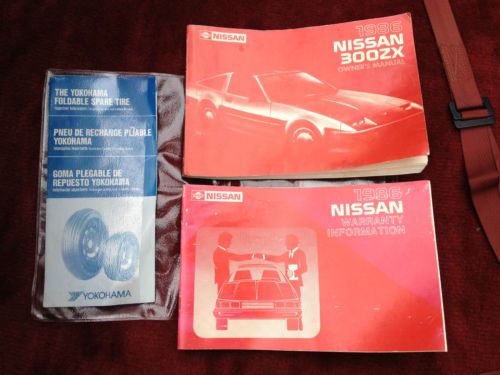 THE YOKOHAMA
FOLDABLE SPARE TIRE
PNEU DE RECHARGE PLIABLE
YOKOHAMA
GOMA PLEGABLE DE
REPUESTO YOKOHAMA
YOKOHAMA
NISSAN
1986
NISSAN
300ZX
OWNER'S MANUAL
NISSAN
1986
NISSAN
WARRANTY
INFORMATION